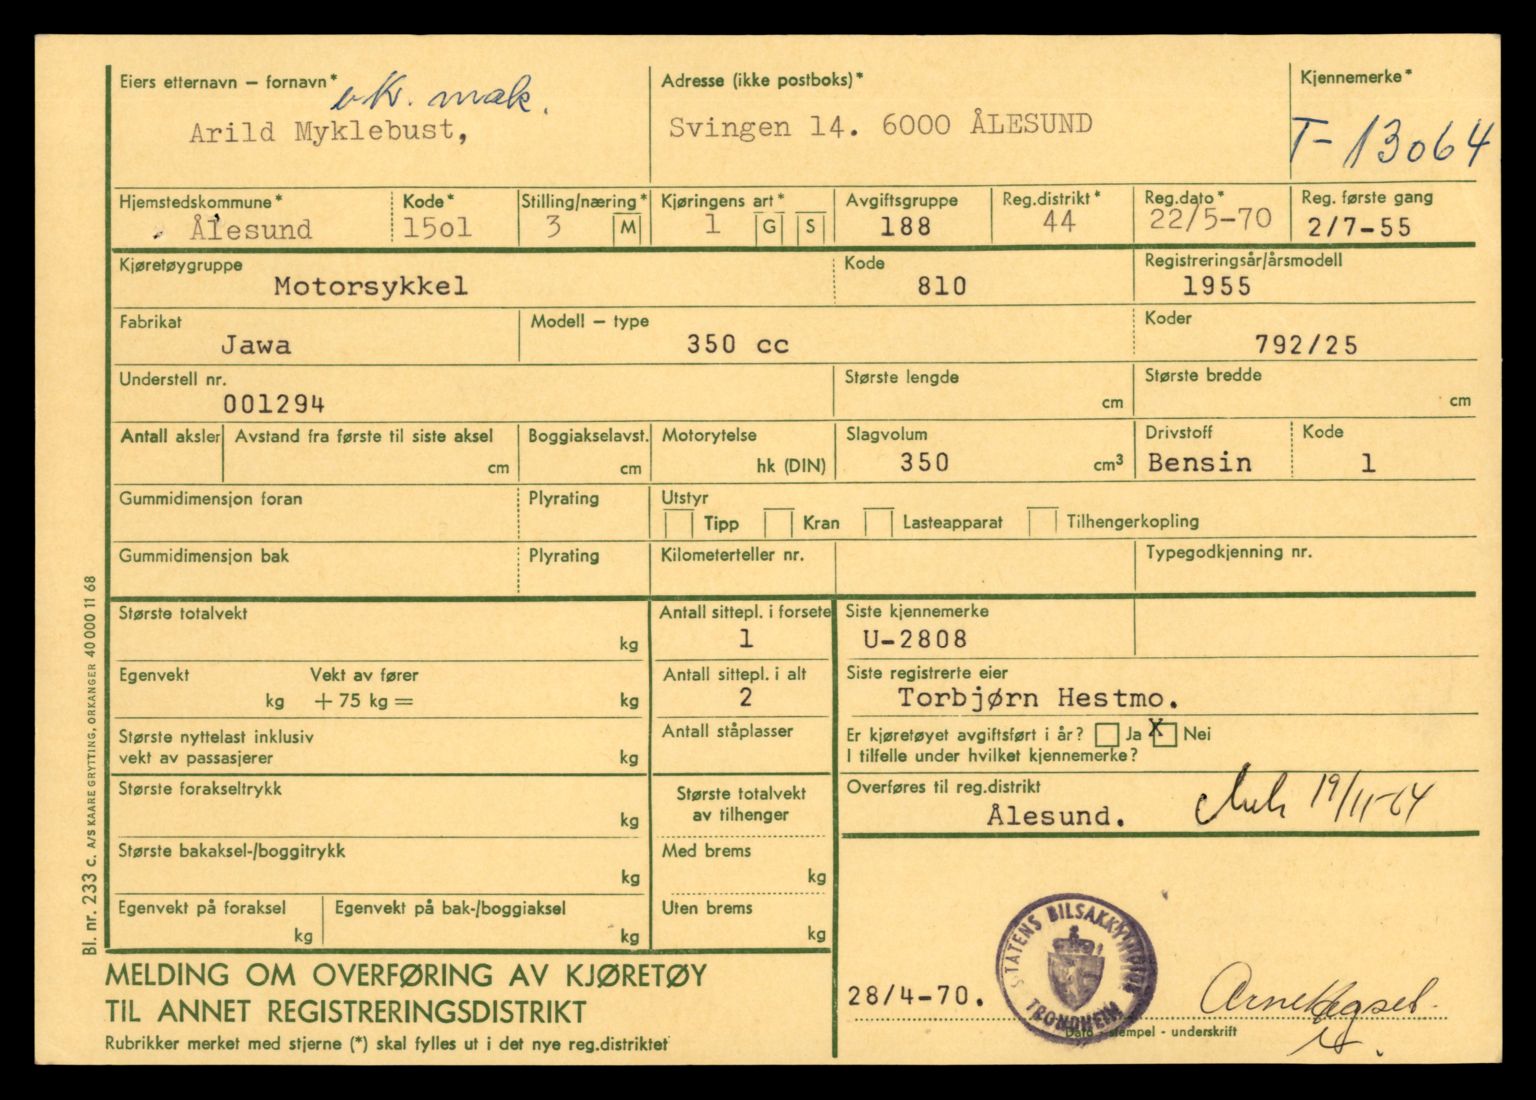 Eiers etternavn – fornavn*
mek.
Arild Myklebust,
Adresse (ikke postboks)*
Svingen 14. 6000 ÅLESUND
Kjennemerke*
T-13064
Hjemstedskommune*
Ålesund
Kode*
15o1
Stilling/næring*
3 M
Kjøringens art*
1 G S
Avgiftsgruppe
188
Reg.distrikt*
44
Reg.dato*
22/5-70
Reg. første gang
2/7-55
Kjøretøygruppe
Motorsykkel
Kode
810
Registreringsår/årsmodell
1955
Fabrikat
Jawa
Modell – type
350 cc
Koder
792/25
Understell nr.
001294
Største lengde
cm
Største bredde
cm
Antall aksler
Avstand fra første til siste aksel
cm
Boggiakselavst.
cm
Motorytelse
hk (DIN)
Slagvolum
350 cm³
Drivstoff
Bensin
Kode
1
Gummidimensjon foran
Plyrating
Utstyr
Tipp Kran Lasteapparat Tilhengerkopling
Gummidimensjon bak
Plyrating
Kilometerteller nr.
Typegodkjenning nr.
Største totalvekt
kg
Antall sittepl. i forsete
1
Siste kjennemerke
U-2808
Egenvekt Vekt av fører
kg + 75 kg = kg
Antall sittepl. i alt
2
Siste registrerte eier
Torbjørn Hestmo.
Største nyttelast inklusiv
vekt av passasjerer kg
Antall ståplasser
Er kjøretøyet avgiftsført i år? Ja X Nei
I tilfelle under hvilket kjennemerke?
Største forakseltrykk
kg
Største totalvekt
av tilhenger
Overføres til reg.distrikt
Ålesund.
19/11-64
Største bakaksel-/boggitrykk
kg
Med brems
kg
Egenvekt på foraksel
kg
Egenvekt på bak-/boggiaksel
kg
Uten brems
kg
MELDING OM OVERFØRING AV KJØRETØY
TIL ANNET REGISTRERINGSDISTRIKT
Rubrikker merket med stjerne (*) skal fylles ut i det nye reg.distriktet
28/4-70.
STATENS BILSAKKYNDIGE
TRONDHEIM
Dato - stempel - underskrift
Bl. nr. 233 C. A/S KAARE GRYTTING, ORKANGER 40 000 11 68